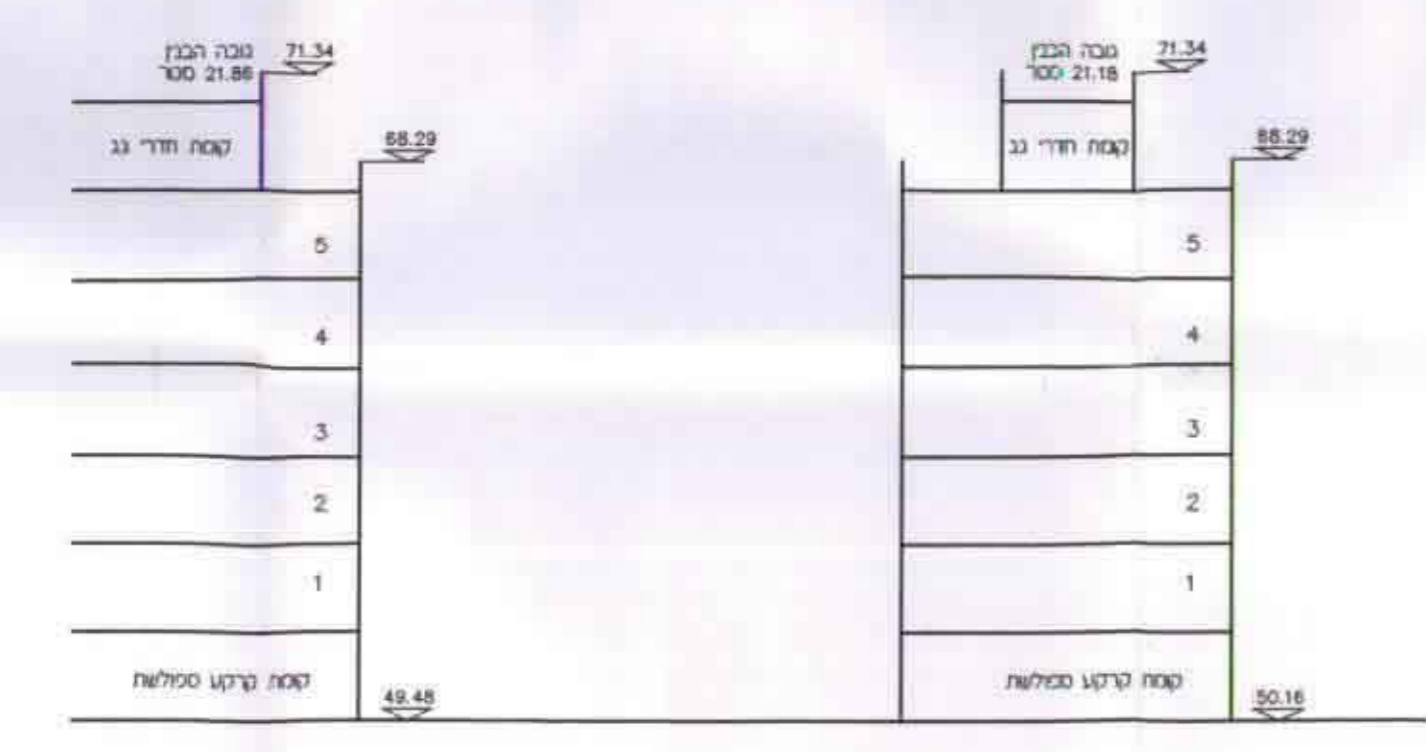 גובה הבנין
21.86 מטר
71.34
קומת חדרי גג
68.29
5
4
3
2
1
קומת קרקע מפולשת
49.48
גובה הבנין
21.18 מטר
71.34
קומת חדרי גג
68.29
5
4
3
2
1
קומת קרקע מפולשת
50.16